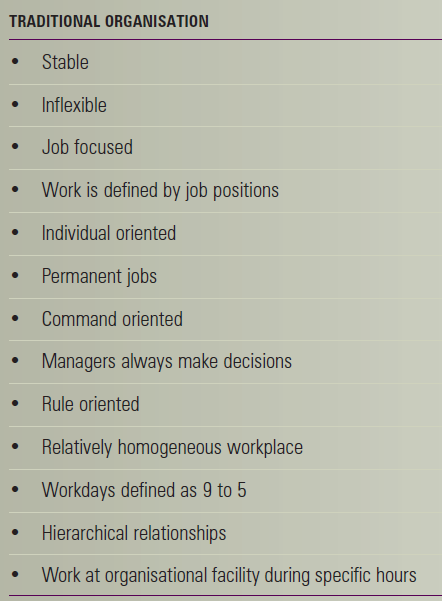 TRADITIONAL ORGANISATION
• Stable
• Inflexible
• Job focused
• Work is defined by job positions
• Individual oriented
• Permanent jobs
• Command oriented
• Managers always make decisions
• Rule oriented
• Relatively homogeneous workplace
• Workdays defined as 9 to 5
• Hierarchical relationships
• Work at organisational facility during specific hours